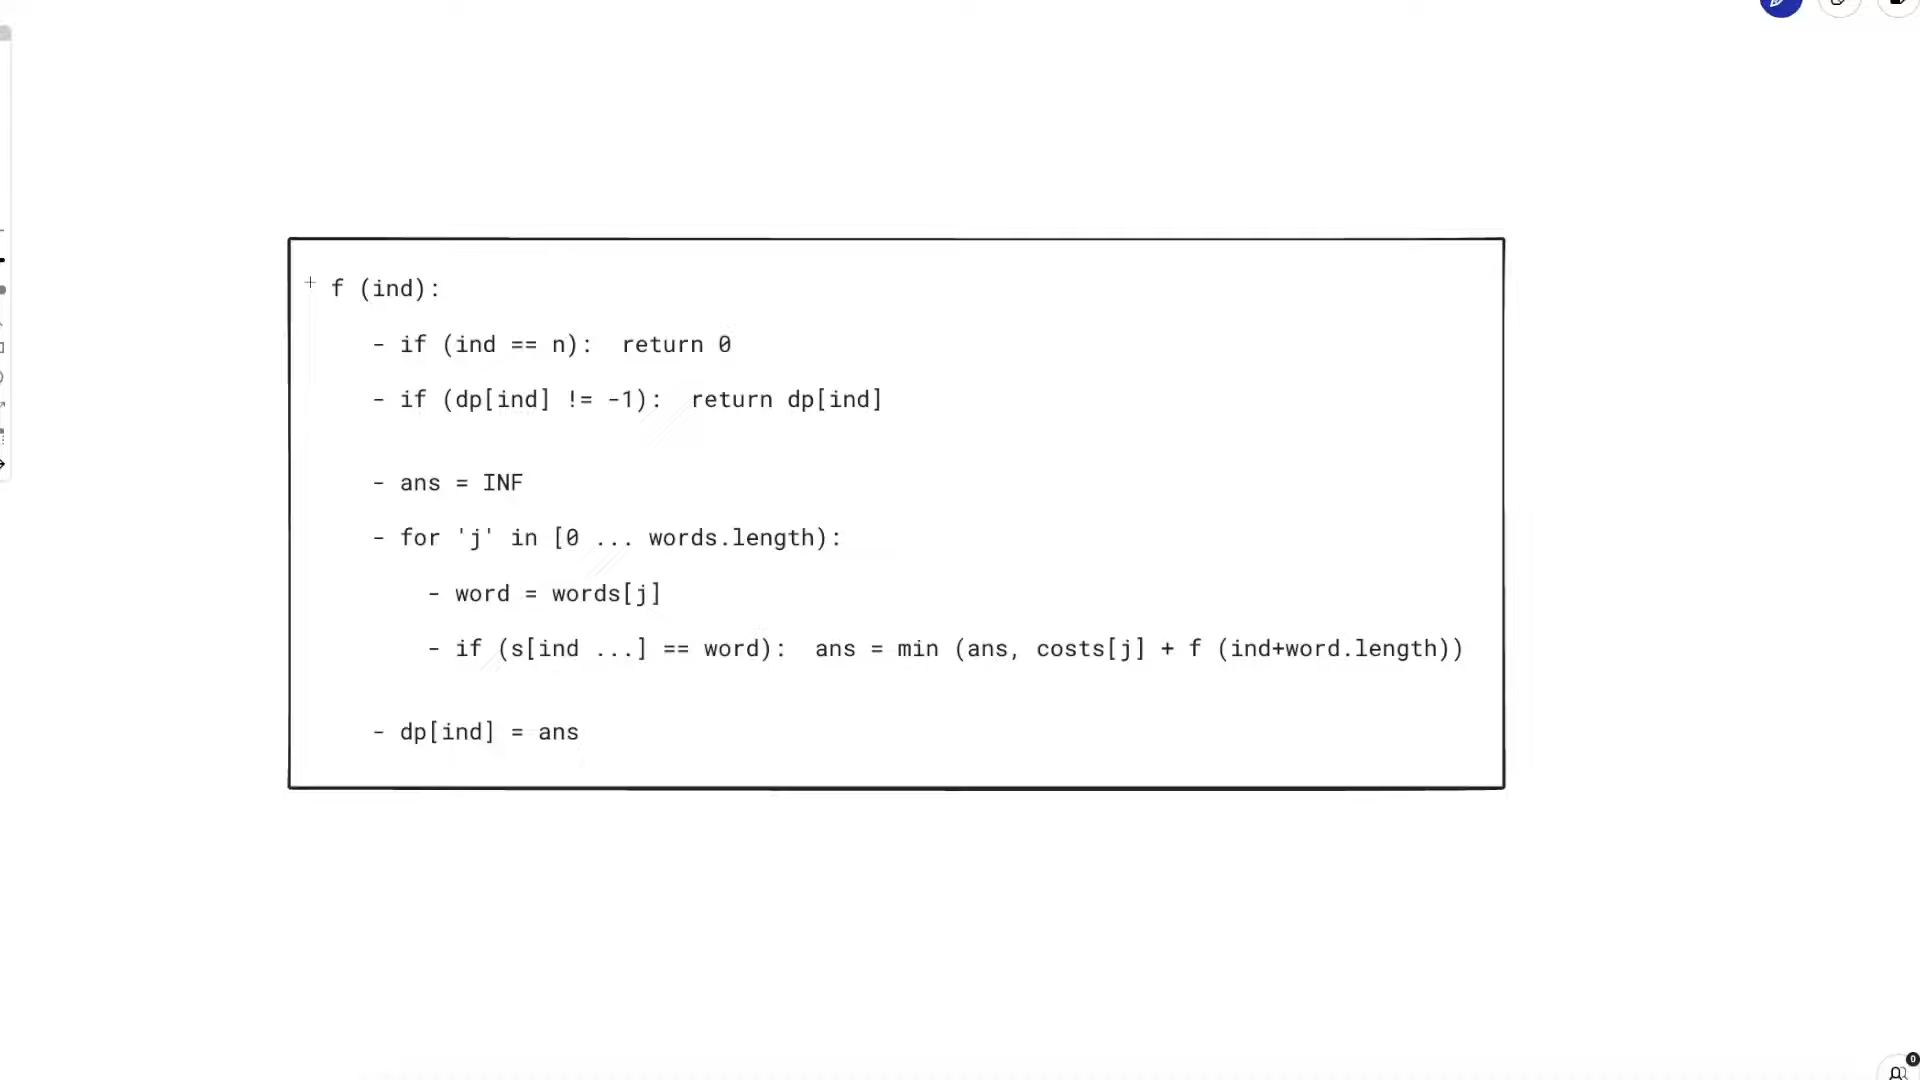 f (ind):
- if (ind == n):  return 0
- if (dp[ind] != -1):  return dp[ind]
- ans = INF
- for 'j' in [0 ... words.length):
- word = words[j]
- if (s[ind ...] == word):  ans = min (ans, costs[j] + f (ind+word.length))
- dp[ind] = ans
0